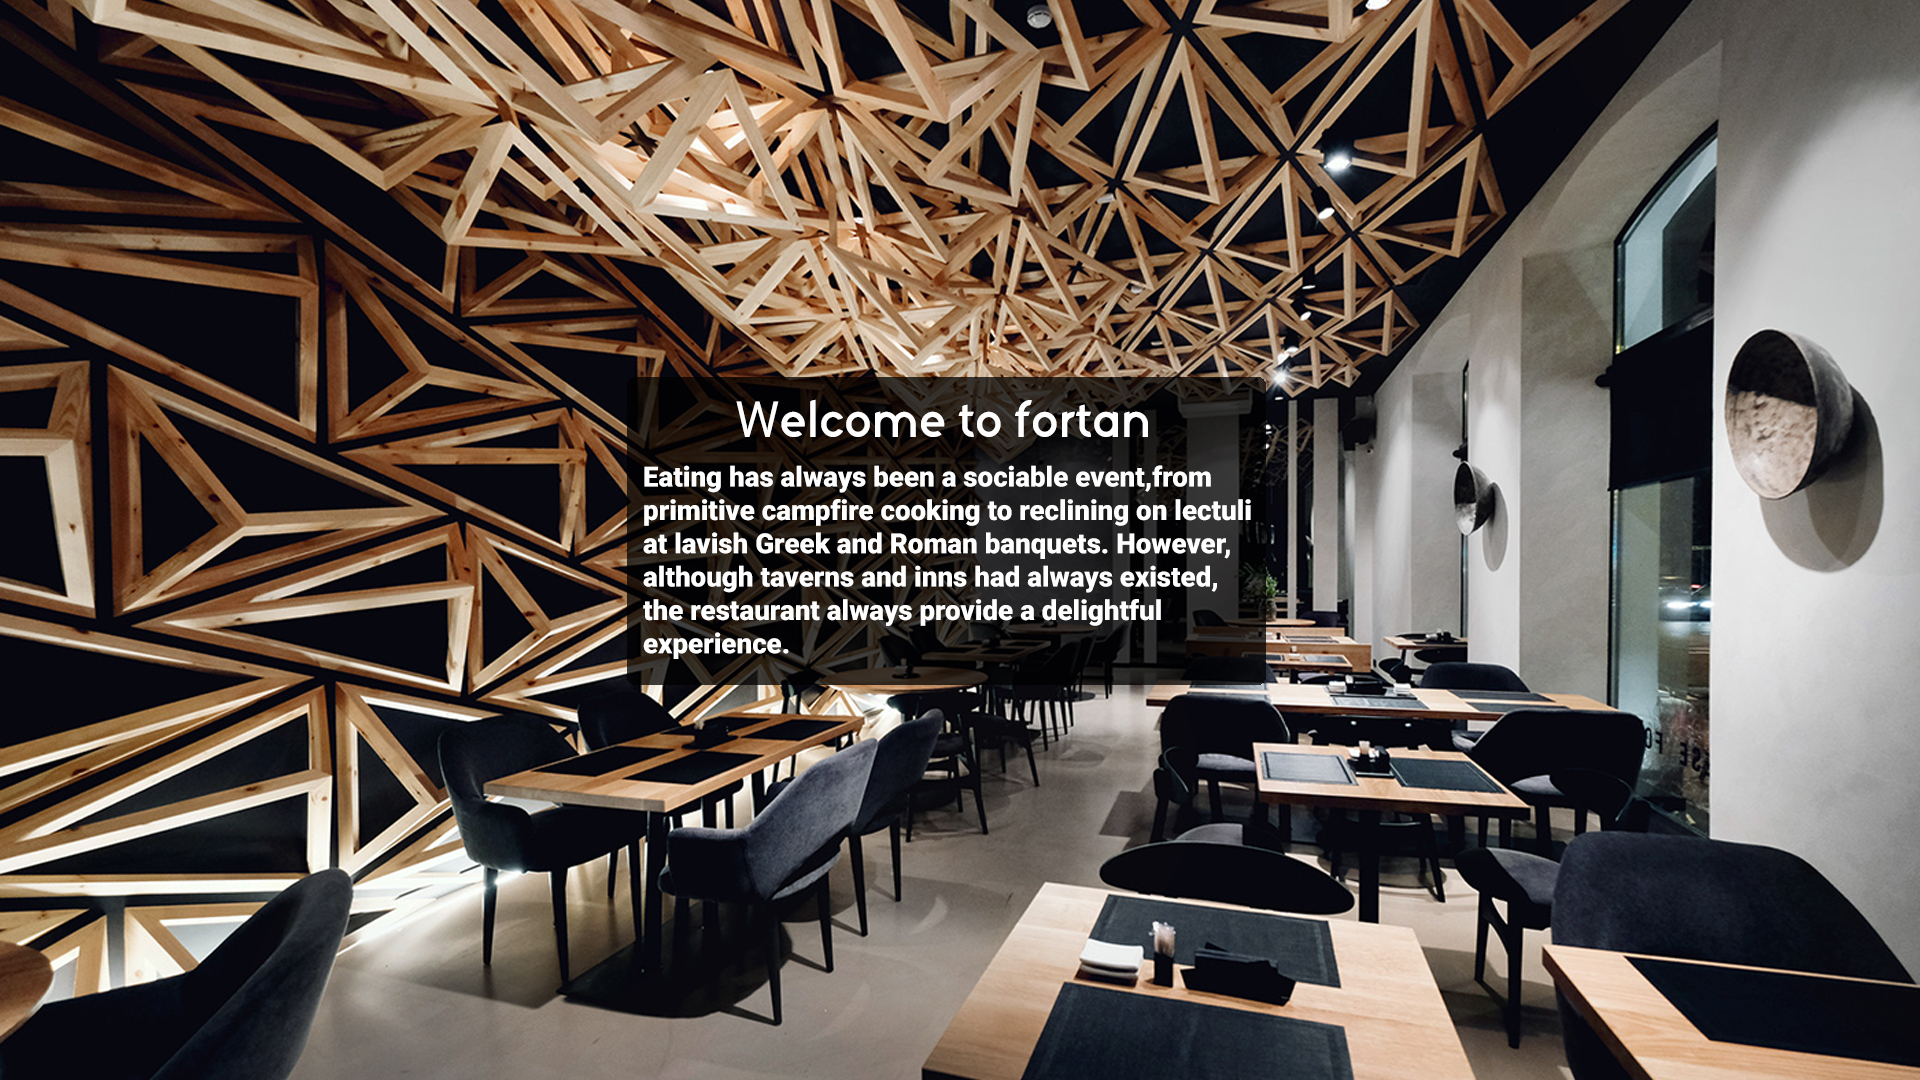 Welcome to fortan
Eating has always been a sociable event,from
primitive campfire cooking to reclining on lectuli
at lavish Greek and Roman banquets. However,
although taverns and inns had always existed,
the restaurant always provide a delightful
experience.